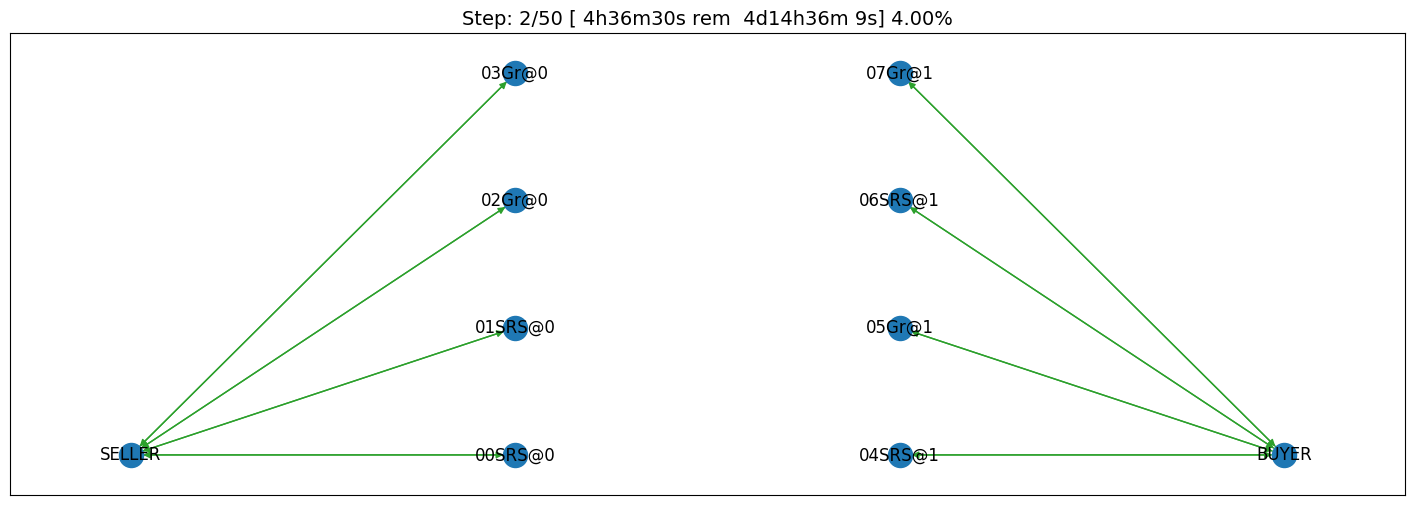 Step: 2/50 [ 4h36m30s rem  4d14h36m 9s] 4.00%
03Gr@0
07Gr@1
02Gr@0
06SRS@1
01SRS@0
05Gr@1
SELLER
00SRS@0
04SRS@1
BUYER